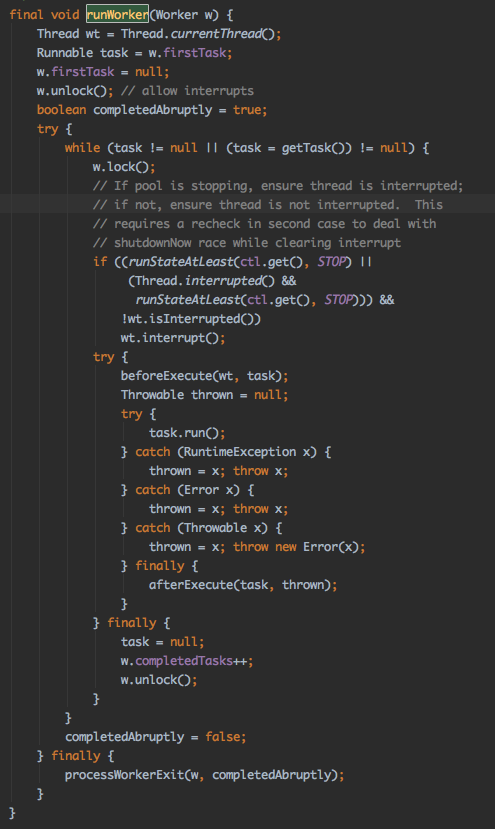 final void runWorker(Worker w) {
    Thread wt = Thread.currentThread();
    Runnable task = w.firstTask;
    w.firstTask = null;
    w.unlock(); // allow interrupts
    boolean completedAbruptly = true;
    try {
        while (task != null || (task = getTask()) != null) {
            w.lock();
            // If pool is stopping, ensure thread is interrupted;
            // if not, ensure thread is not interrupted.  This
            // requires a recheck in second case to deal with
            // shutdownNow race while clearing interrupt
            if ((runStateAtLeast(ctl.get(), STOP) ||
                 (Thread.interrupted() &&
                  runStateAtLeast(ctl.get(), STOP))) &&
                !wt.isInterrupted())
                wt.interrupt();
            try {
                beforeExecute(wt, task);
                Throwable thrown = null;
                try {
                    task.run();
                } catch (RuntimeException x) {
                    thrown = x; throw x;
                } catch (Error x) {
                    thrown = x; throw x;
                } catch (Throwable x) {
                    thrown = x; throw new Error(x);
                } finally {
                    afterExecute(task, thrown);
                }
            } finally {
                task = null;
                w.completedTasks++;
                w.unlock();
            }
        }
        completedAbruptly = false;
    } finally {
        processWorkerExit(w, completedAbruptly);
    }
}